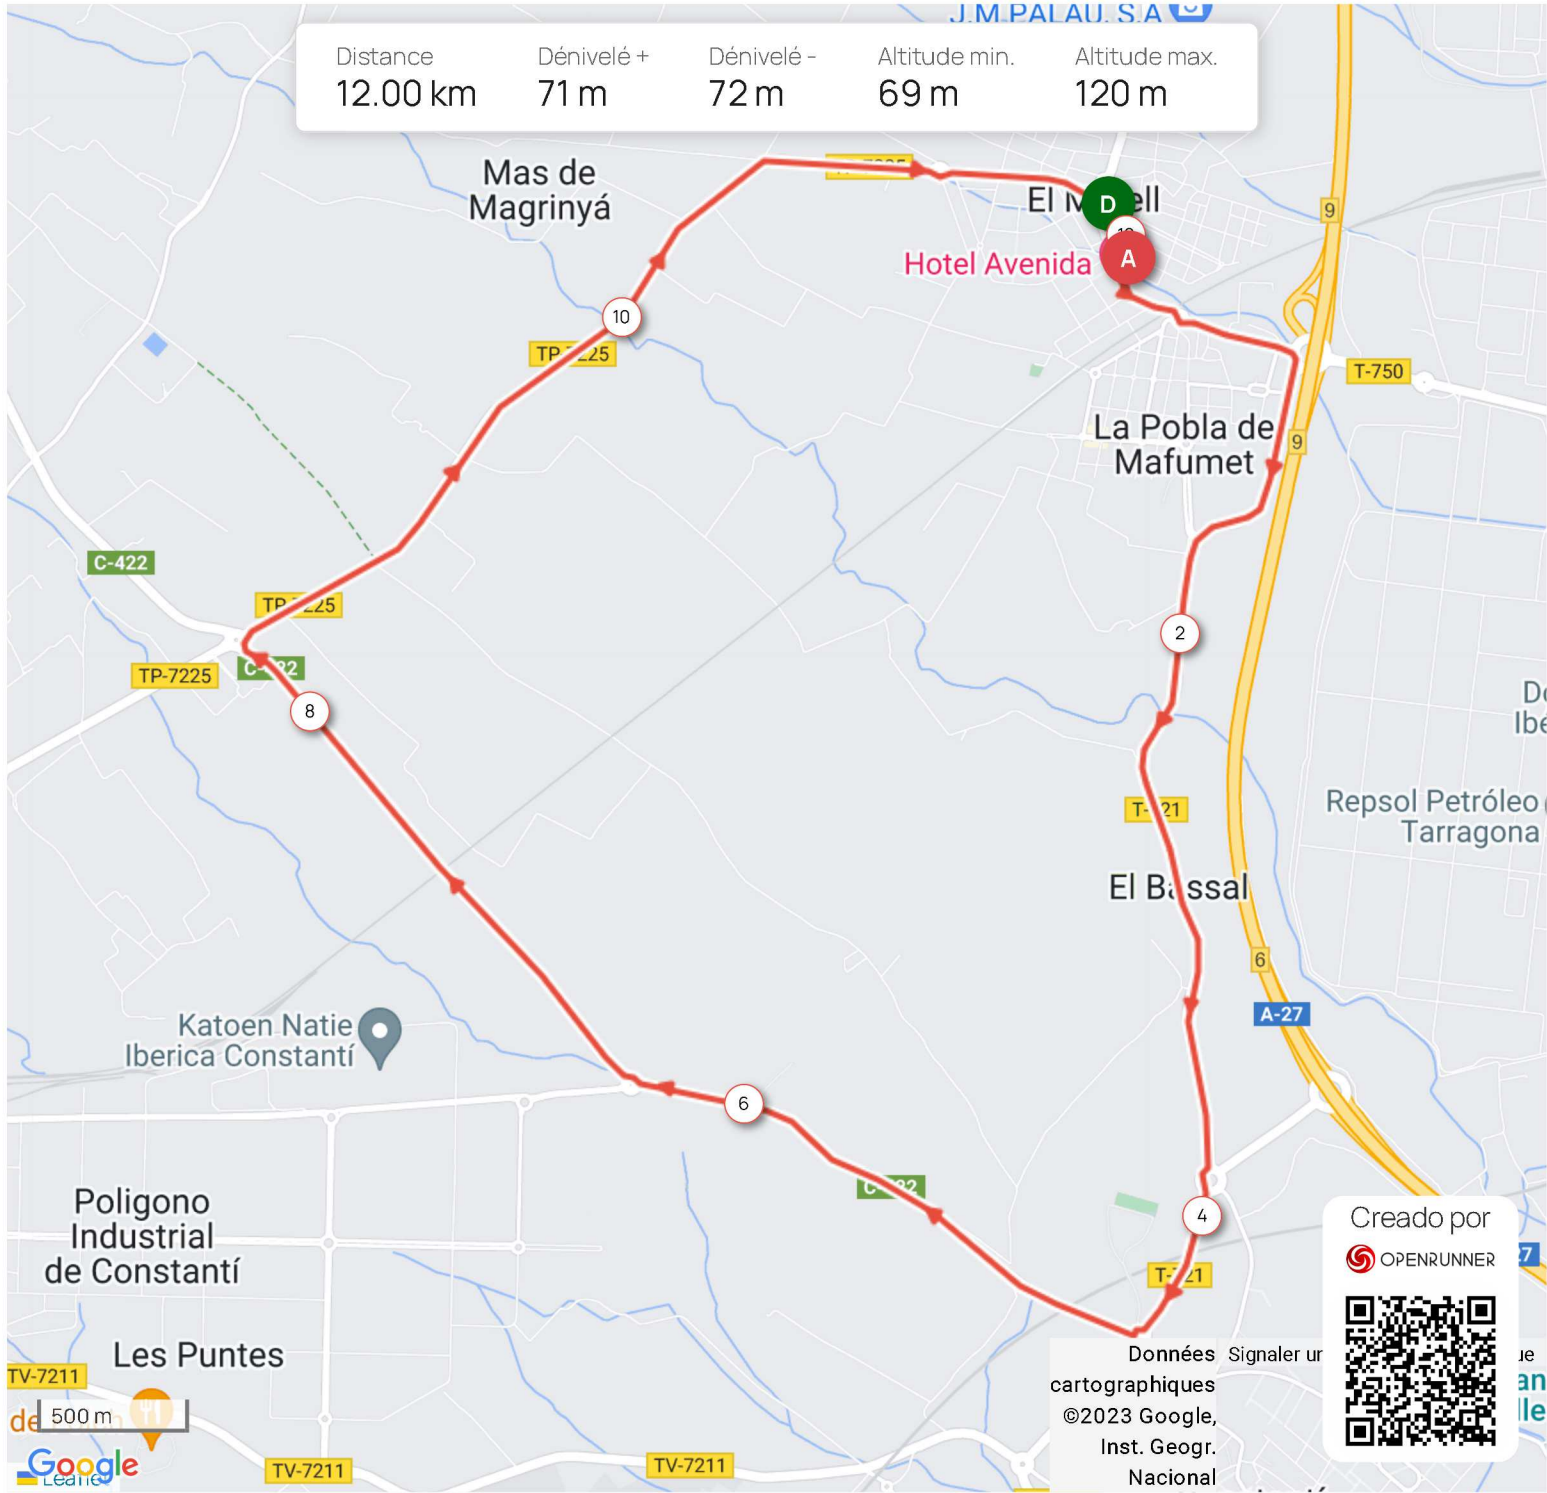 J.M.PALAU. S.A
Distance
12.00 km
Dénivelé +
71 m
Dénivelé -
72 m
Altitude min.
69 m
Altitude max.
120 m
Mas de
Magrinyá
El
D
A
Hotel Avenida
9
10
T-750
La Pobla de
Mafumet
9
C-422
TP-7225
2
8
Repsol Petróleo
Tarragona
El Bassal
6
A-27
Katoen Natie
Iberica Constantí
6
4
Poligono
Industrial
de Constantí
Creado por
OPENRUNNER
Les Puntes
TV-7211
500 m
Google
TV-7211
TV-7211
Données
cartographiques
©2023 Google,
Inst. Geogr.
Nacional
Signaler